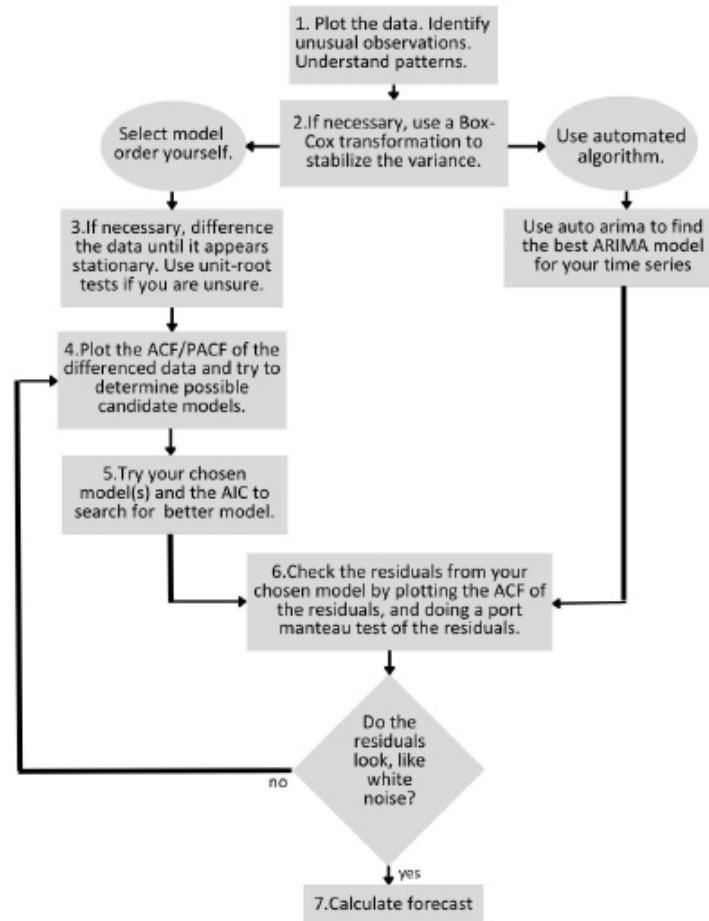 1. Plot the data. Identify
unusual observations.
Understand patterns.
Select model
order yourself.
2.If necessary, use a Box-
Cox transformation to
stabilize the variance.
Use automated
algorithm.
3.If necessary, difference
the data until it appears
stationary. Use unit-root
tests if you are unsure.
Use auto arima to find
the best ARIMA model
for your time series
4.Plot the ACF/PACF of the
differenced data and try to
determine possible
candidate models.
5.Try your chosen
model(s) and the AIC to
search for better model.
6.Check the residuals from your
chosen model by plotting the ACF of
the residuals, and doing a port
manteau test of the residuals.
Do the
residuals
look, like
white
noise?
no
yes
7.Calculate forecast